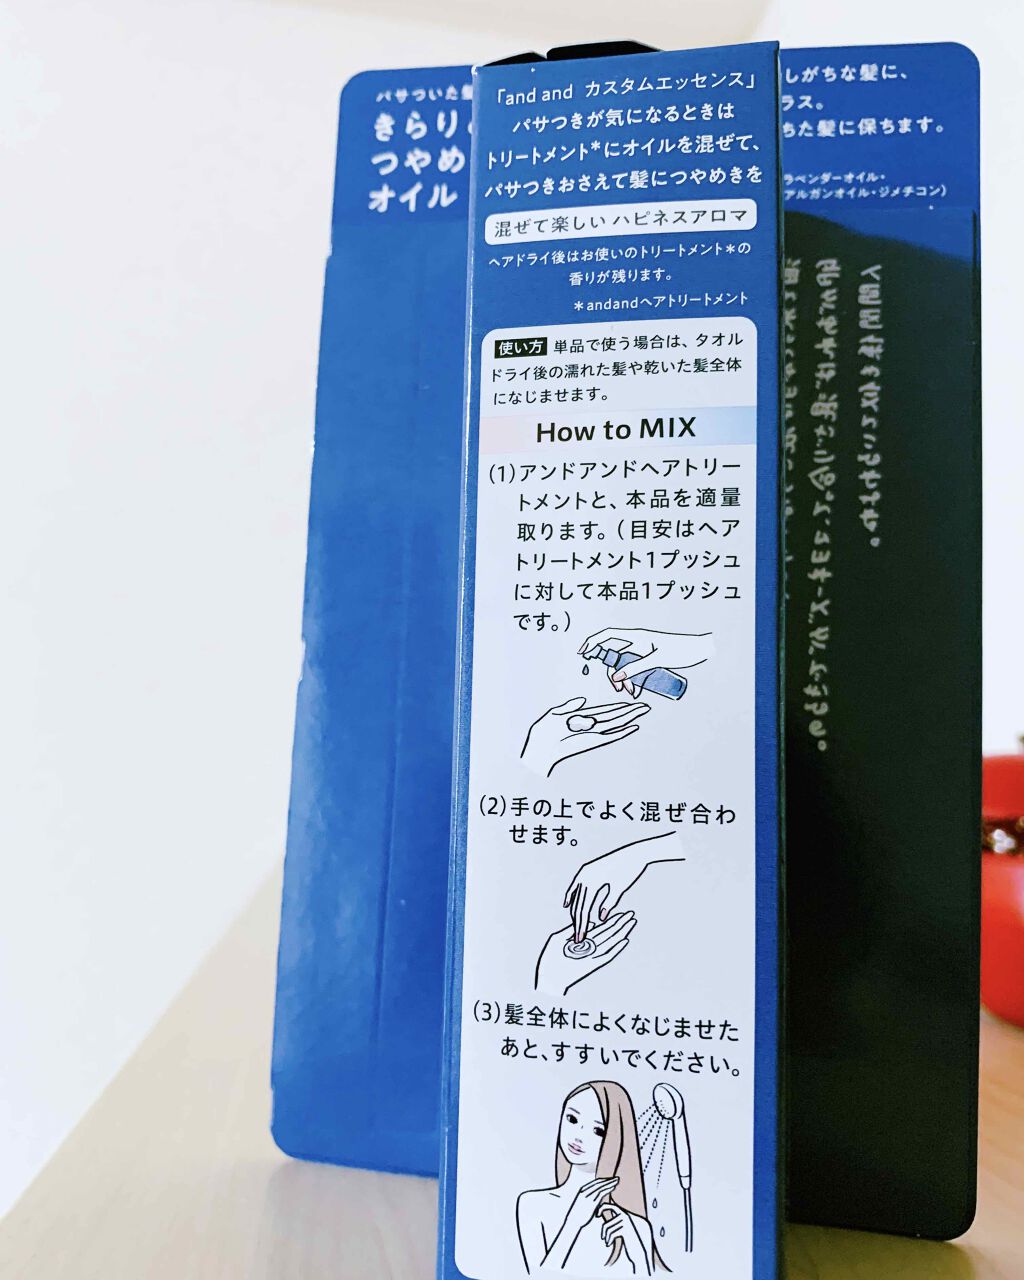 パサついた髪
きらり
つやめ
オイル
「and and カスタムエッセンス」
パサつきが気になるときは
トリートメント*にオイルを混ぜて、
パサつきおさえて髪につやめきを
混ぜて楽しい ハピネスアロマ
ヘアドライ後はお使いのトリートメント*の
香りが残ります。
*andandヘアトリートメント
使い方 単品で使う場合は、タオル
ドライ後の濡れた髪や乾いた髪全体
になじませます。
How to MIX
(1)アンドアンドヘアトリー
トメントと、本品を適量
取ります。(目安はヘア
トリートメント1プッシュ
に対して本品1プッシュ
です。)
(2)手の上でよく混ぜ合わ
せます。
(3)髪全体によくなじませた
あと、すすいでください。
しがちな髪に、
ラス。
ちた髪に保ちます。
ラベンダーオイル・
アルガンオイル・ジメチコン)